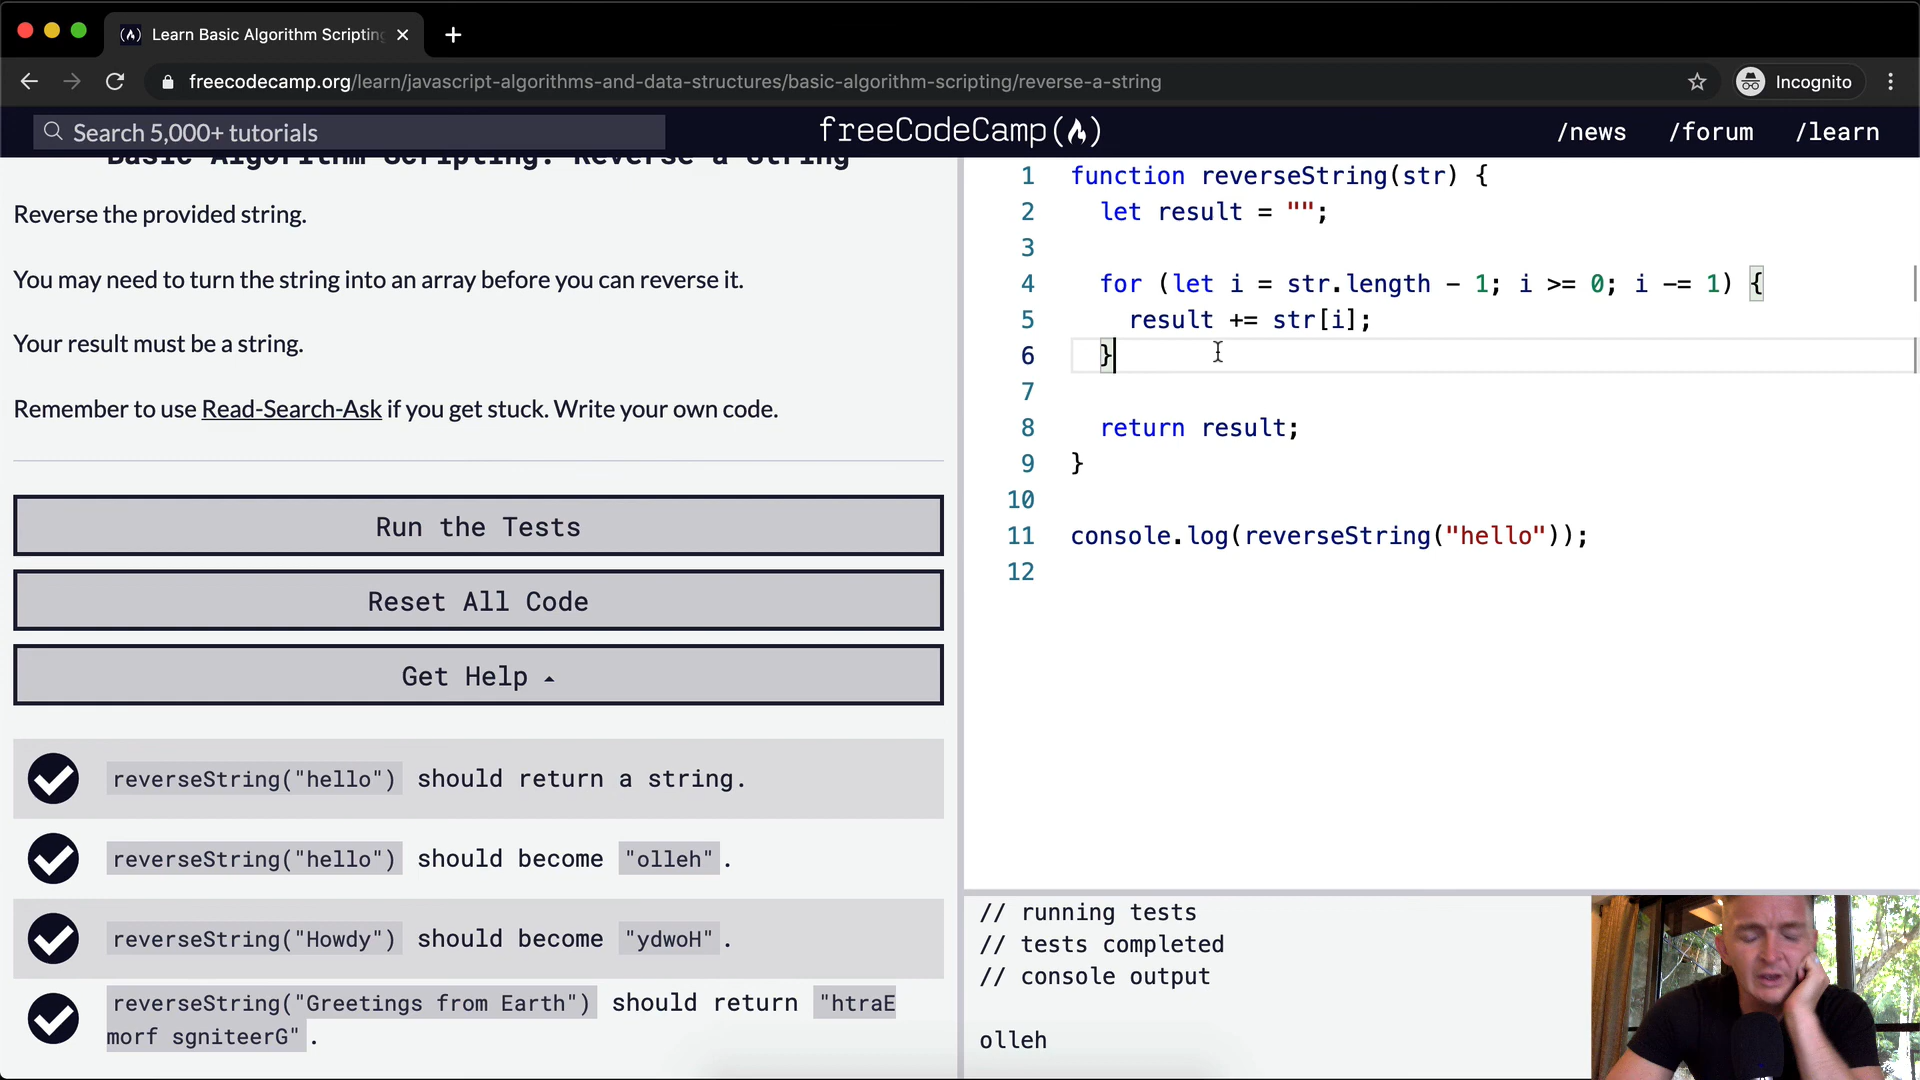 Learn Basic Algorithm Scripting
freecodecamp.org/learn/javascript-algorithms-and-data-structures/basic-algorithm-scripting/reverse-a-string
Incognito
Search 5,000+ tutorials
freeCodeCamp
/news
/forum
/learn
Basic Algorithm Scripting: Reverse a String
Reverse the provided string.
You may need to turn the string into an array before you can reverse it.
Your result must be a string.
Remember to use Read-Search-Ask if you get stuck. Write your own code.
Run the Tests
Reset All Code
Get Help
reverseString("hello") should return a string.
reverseString("hello") should become "olleh".
reverseString("Howdy") should become "ydwoH".
reverseString("Greetings from Earth") should return "htraE
morf sgniteerG".
1 function reverseString(str) {
2 let result = "";
3
4 for (let i = str.length - 1; i >= 0; i -= 1) {
5 result += str[i];
6 }
7
8 return result;
9 }
10
11 console.log(reverseString("hello"));
12
// running tests
// tests completed
// console output
olleh